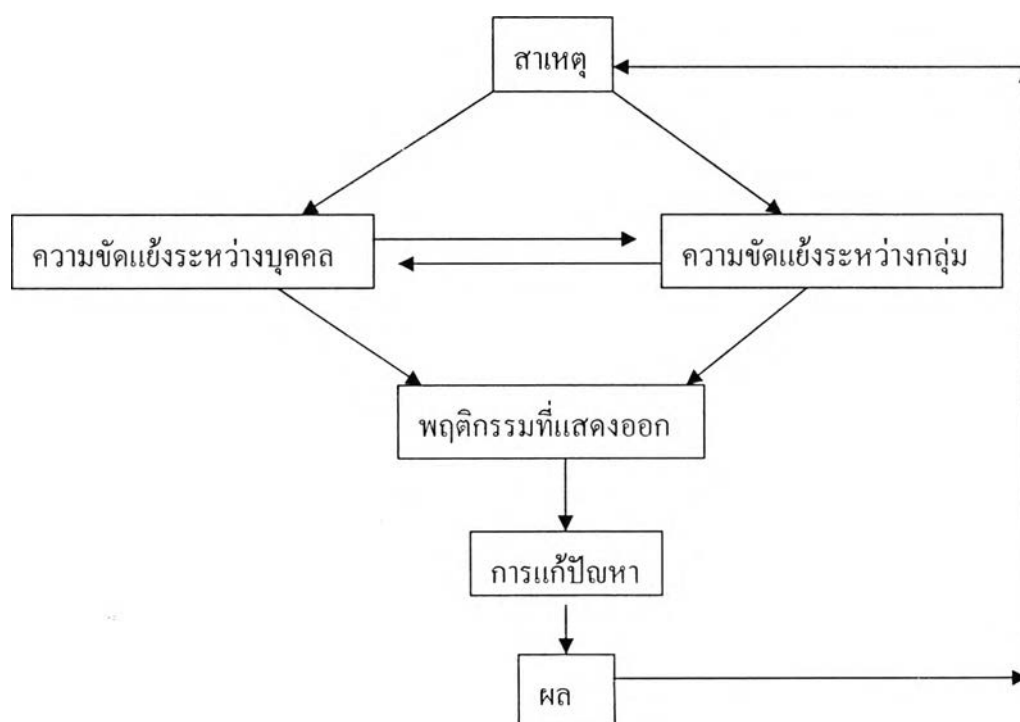 สาเหตุ
ความขัดแย้งระหว่างบุคคล
ความขัดแย้งระหว่างกลุ่ม
พฤติกรรมที่แสดงออก
การแก้ปัญหา
ผล